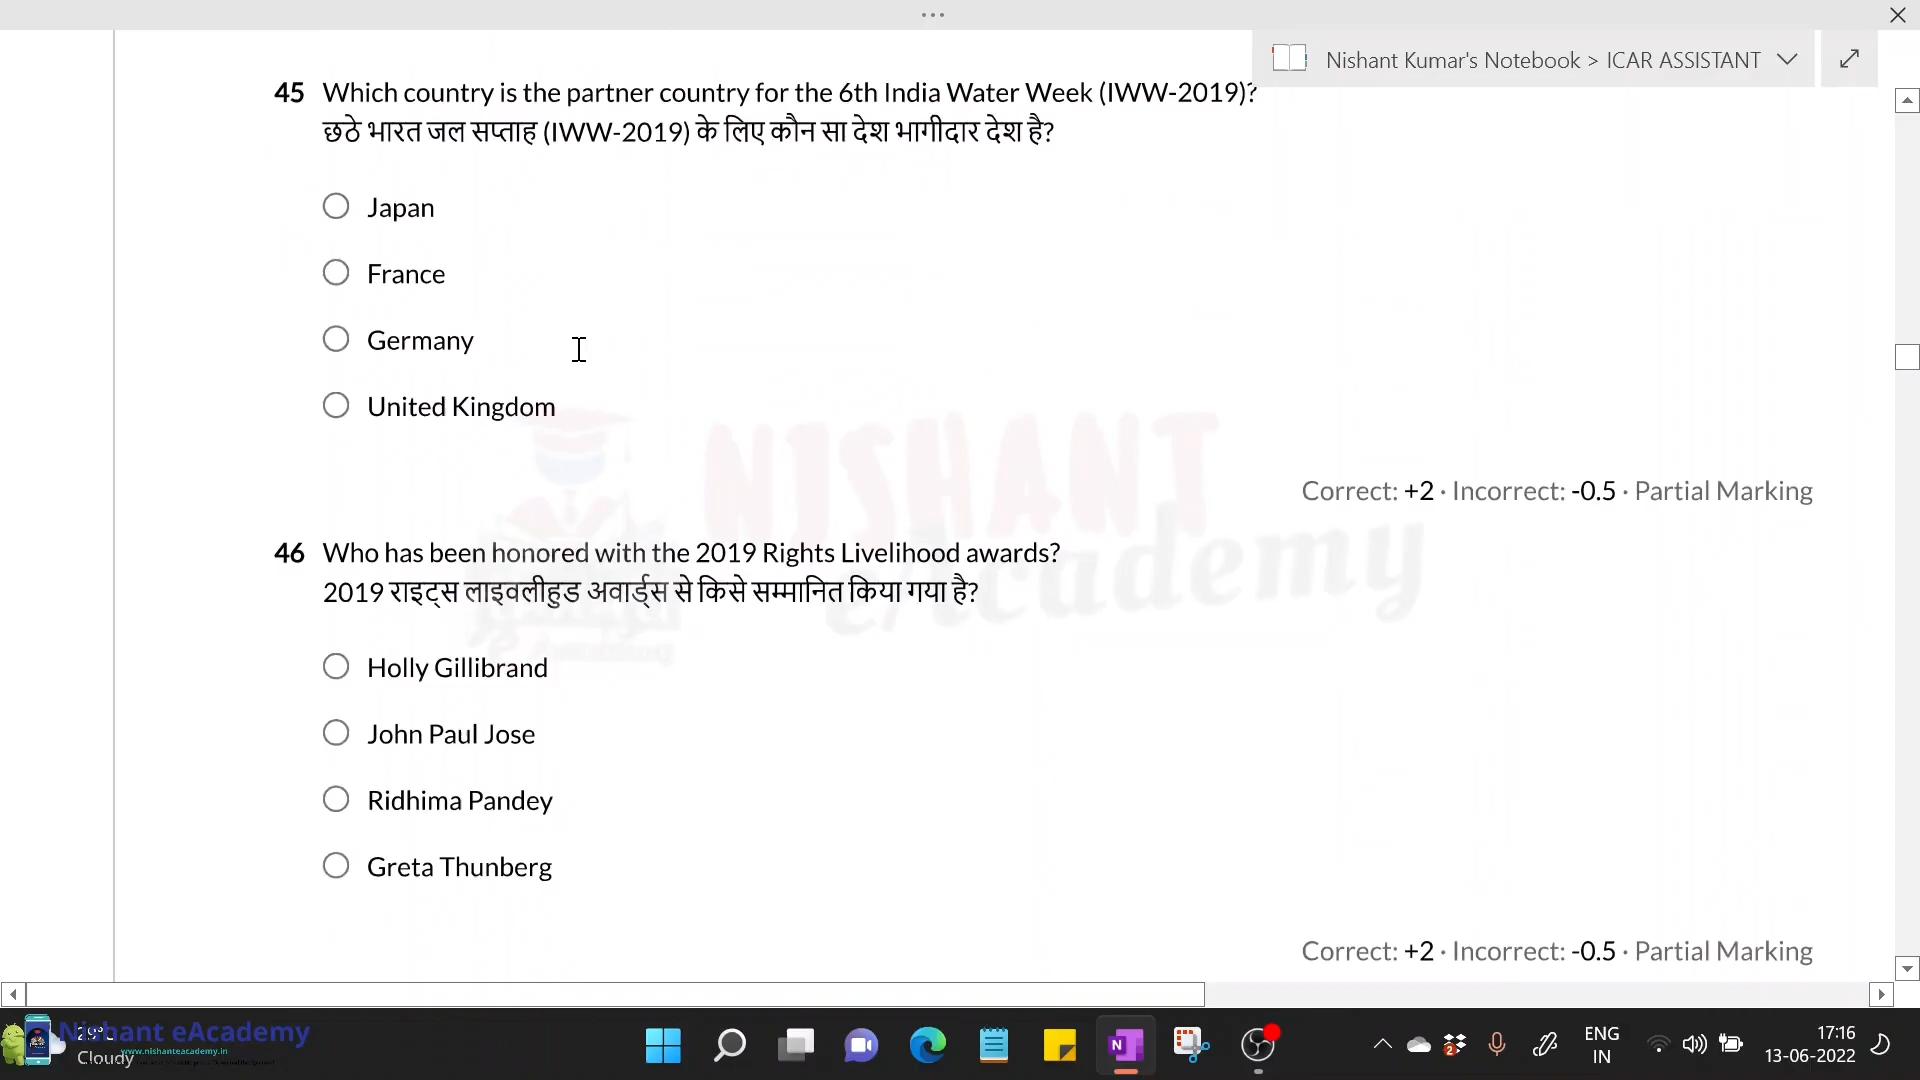 Nishant Kumar's Notebook > ICAR ASSISTANT
45 Which country is the partner country for the 6th India Water Week (IWW-2019)?
छठे भारत जल सप्ताह (IWW-2019) के लिए कौन सा देश भागीदार देश है?
Japan
France
Germany
United Kingdom
NISHANT
eAcademy
Correct: +2 · Incorrect: -0.5 · Partial Marking
46 Who has been honored with the 2019 Rights Livelihood awards?
2019 राइट्स लाइवलीहुड अवार्ड्स से किसे सम्मानित किया गया है?
Holly Gillibrand
John Paul Jose
Ridhima Pandey
Greta Thunberg
Correct: +2 · Incorrect: -0.5 · Partial Marking
Nishant eAcademy
www.nishanteacademy.in
Cloudy
2
ENG
IN
17:16
13-06-2022